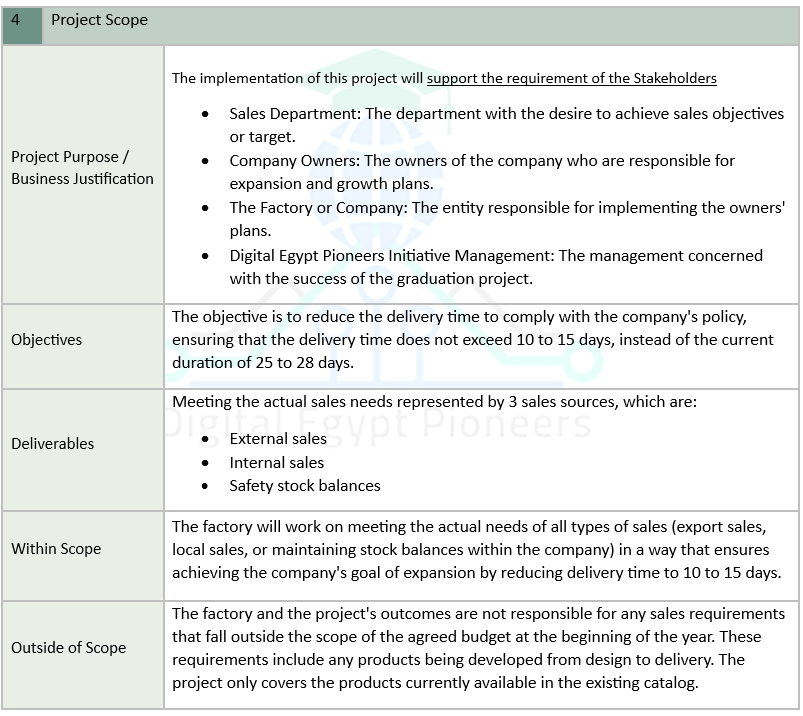 4 Project Scope
Project Purpose /
Business Justification
The implementation of this project will support the requirement of the Stakeholders
• Sales Department: The department with the desire to achieve sales objectives
or target.
• Company Owners: The owners of the company who are responsible for
expansion and growth plans.
• The Factory or Company: The entity responsible for implementing the owners'
plans.
• Digital Egypt Pioneers Initiative Management: The management concerned
with the success of the graduation project.
Objectives
The objective is to reduce the delivery time to comply with the company's policy,
ensuring that the delivery time does not exceed 10 to 15 days, instead of the current
duration of 25 to 28 days.
Deliverables
Meeting the actual sales needs represented by 3 sales sources, which are:
• External sales
• Internal sales
• Safety stock balances
Digital Egypt Pioneers
Within Scope
The factory will work on meeting the actual needs of all types of sales (export sales,
local sales, or maintaining stock balances within the company) in a way that ensures
achieving the company's goal of expansion by reducing delivery time to 10 to 15 days.
Outside of Scope
The factory and the project's outcomes are not responsible for any sales requirements
that fall outside the scope of the agreed budget at the beginning of the year. These
requirements include any products being developed from design to delivery. The
project only covers the products currently available in the existing catalog.